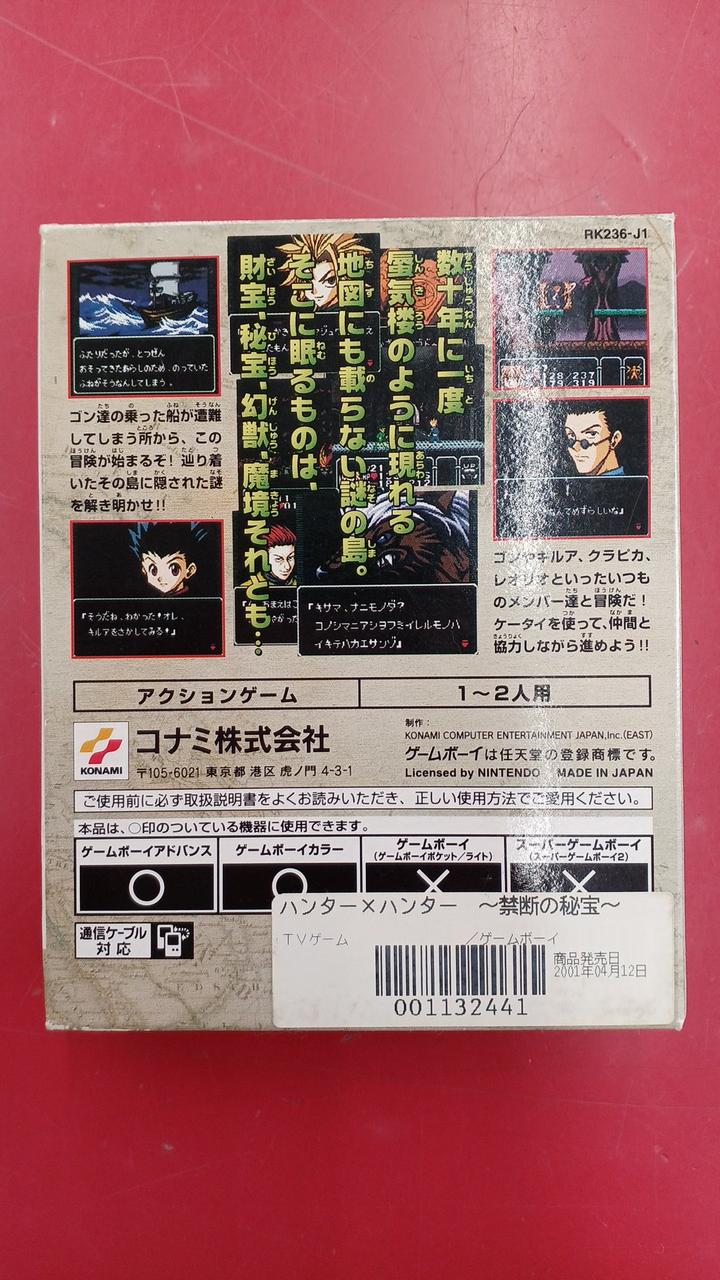 RK236-J1
数十年に一度
蜃気楼のように現れる
地図にも載らない謎の島。
そこに眠るものは、
財宝、秘宝、幻獣、魔境それとも…
ふたりだったが、とつぜん
おそってきたあらしのため、のっていた
ふねがそうなんしてしまう。
ゴン達の乗った船が遭難
してしまう所から、この
冒険が始まるぞ！辿り着
いたその島に隠された謎
を解き明かせ!!
『そうだね、わかった！オレ、
キルアをさがしてみる！』
『キサマ、ナニモノダ？
コノシマニアシヲフミイレルモノハ
イキテハカエサンゾ』
128/237
ゴンやキルア、クラピカ、
レオリオといったいつも
のメンバー達と冒険だ！
ケータイを使って、仲間と
協力しながら進めよう!!
アクションゲーム
1～2人用
KONAMI
コナミ株式会社
〒105-6021 東京都 港区 虎ノ門 4-3-1
制作：
KONAMI COMPUTER ENTERTAINMENT JAPAN,Inc.(EAST)
ゲームボーイは任天堂の登録商標です。
Licensed by NINTENDO MADE IN JAPAN
ご使用前に必ず取扱説明書をよくお読みいただき、正しい使用方法でご愛用ください。
本品は、○印のついている機器に使用できます。
ゲームボーイアドバンス
ゲームボーイカラー
ゲームボーイ
(ゲームボーイポケット／ライト)
スーパーゲームボーイ
(スーパーゲームボーイ2)
○ ○ × ×
通信ケーブル
対応
ハンター×ハンター ～禁断の秘宝～
TVゲーム ／ゲームボーイ
商品発売日
2001年04月12日
001132441